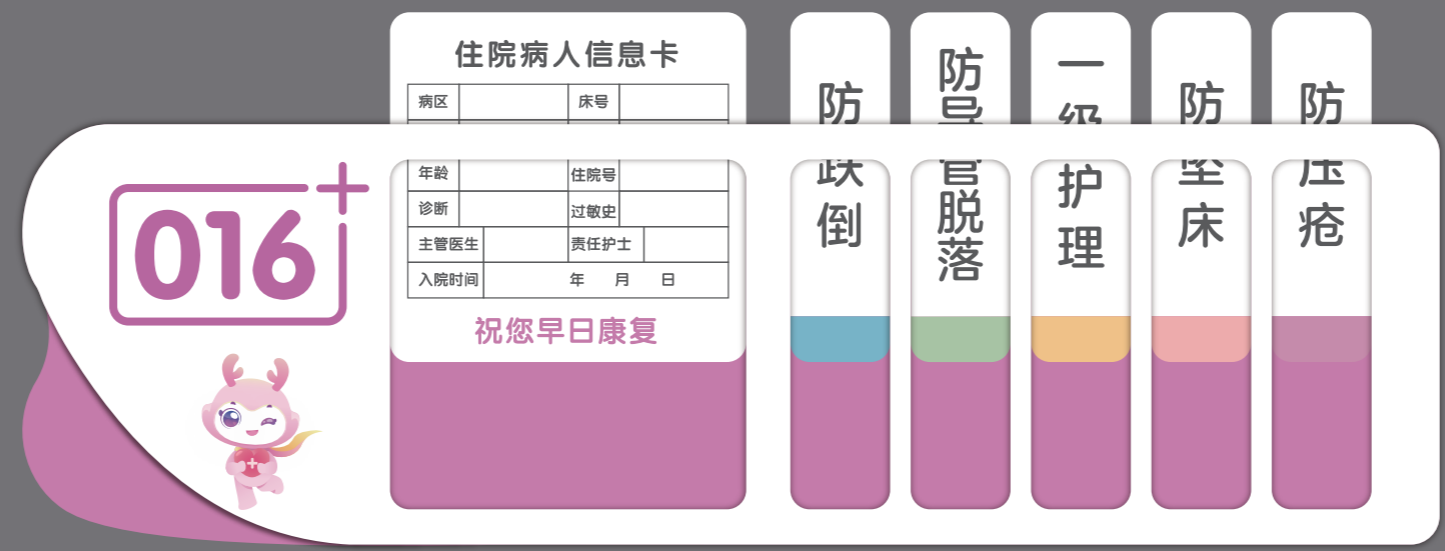 016
住院病人信息卡
病区 床号
年龄 住院号
诊断 过敏史
主管医生 责任护士
入院时间 年 月 日
祝您早日康复
防跌倒
防导管脱落
一级护理
防坠床
防压疮